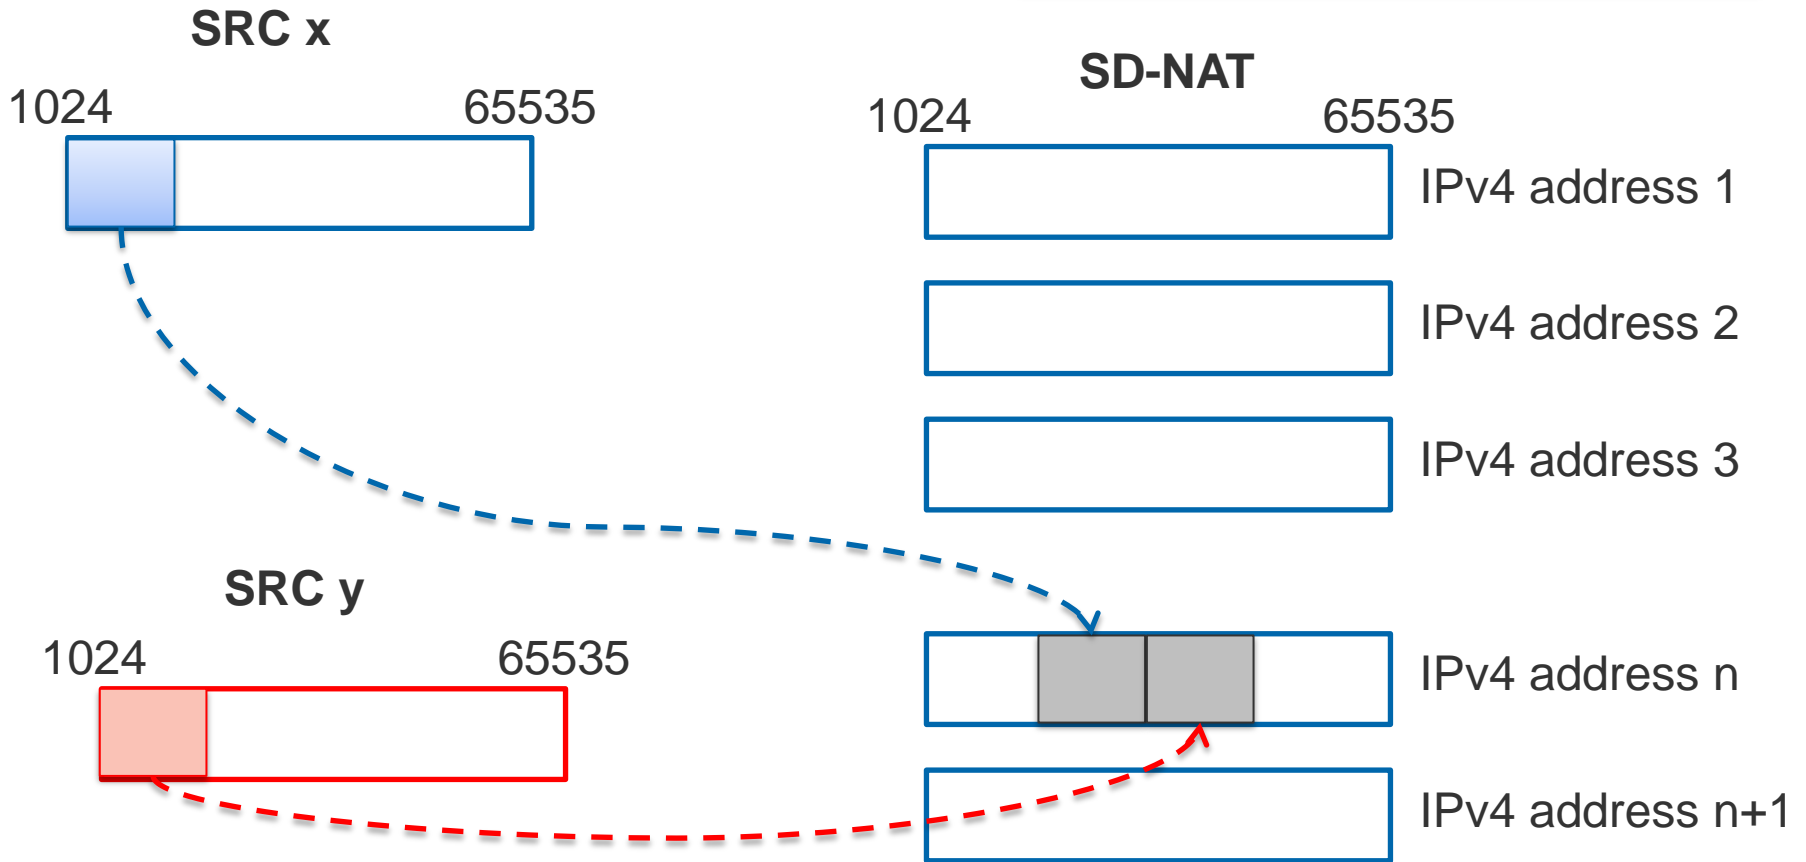 SRC x
1024 65535
SD-NAT
1024 65535
IPv4 address 1
IPv4 address 2
IPv4 address 3
SRC y
1024 65535
IPv4 address n
IPv4 address n+1